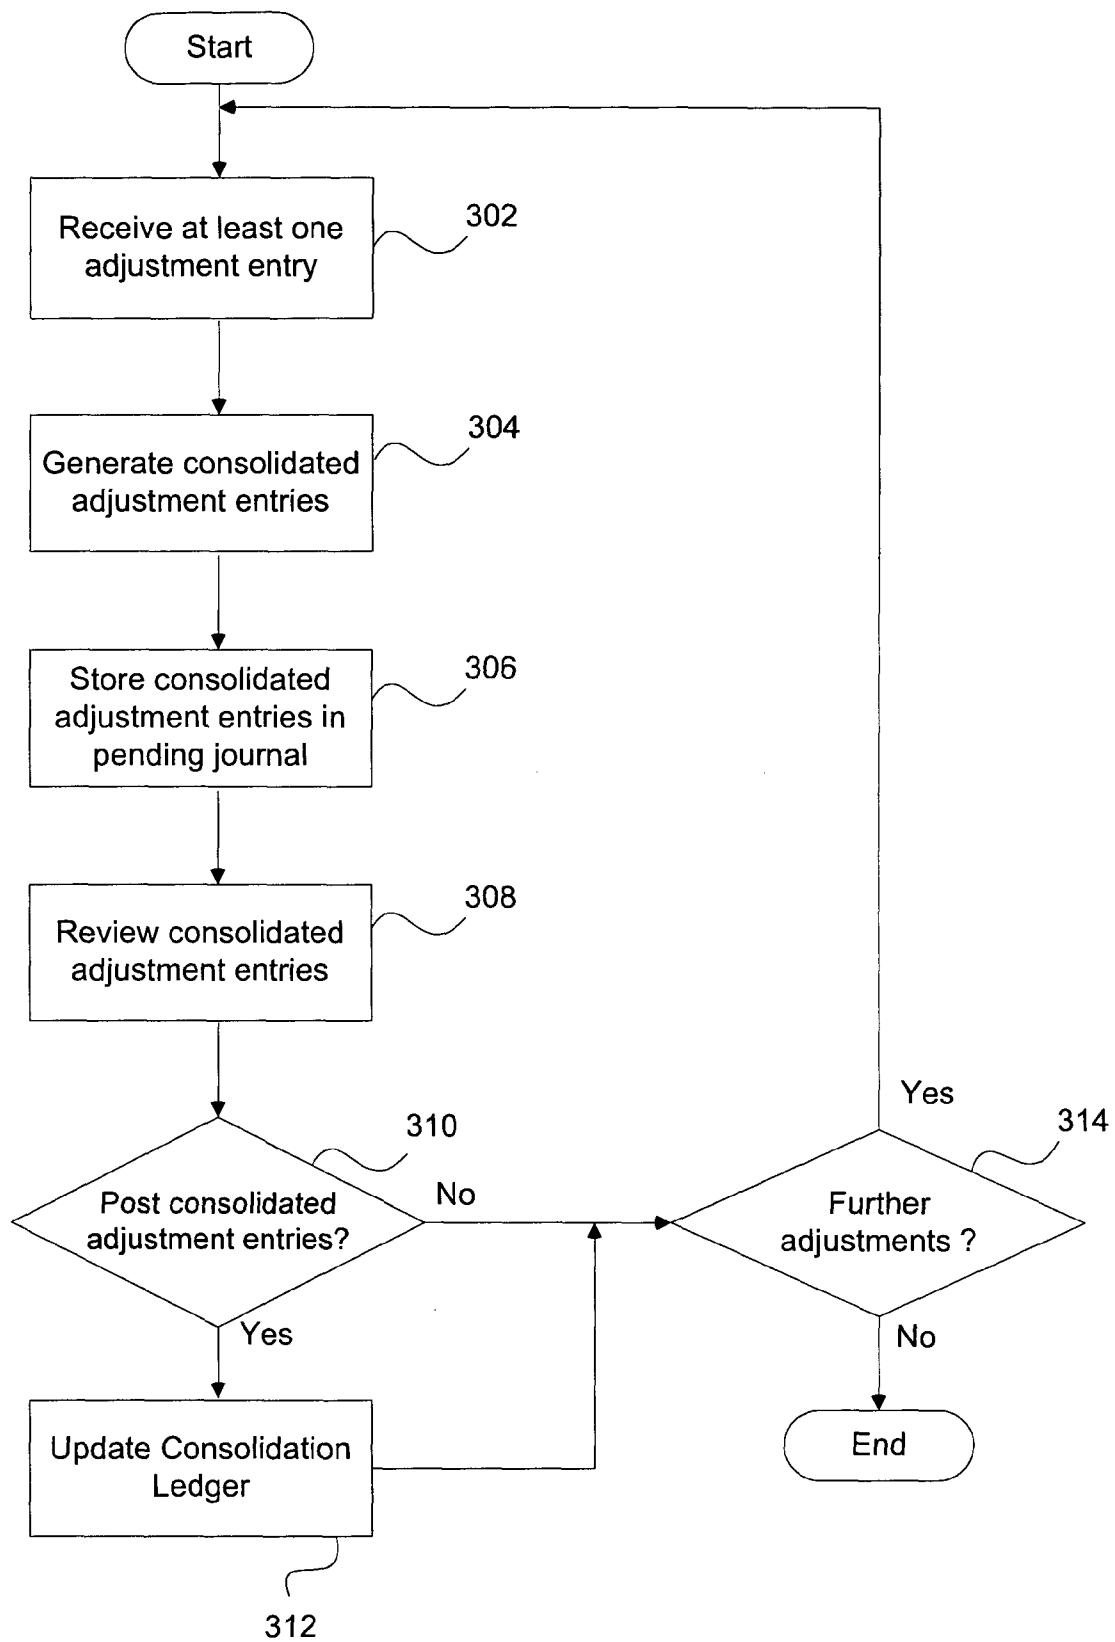 Start
Receive at least one
adjustment entry
302
Generate consolidated
adjustment entries
304
Store consolidated
adjustment entries in
pending journal
306
Review consolidated
adjustment entries
308
Post consolidated
adjustment entries?
310
No
Yes
Update Consolidation
Ledger
312
Further
adjustments ?
314
Yes
No
End